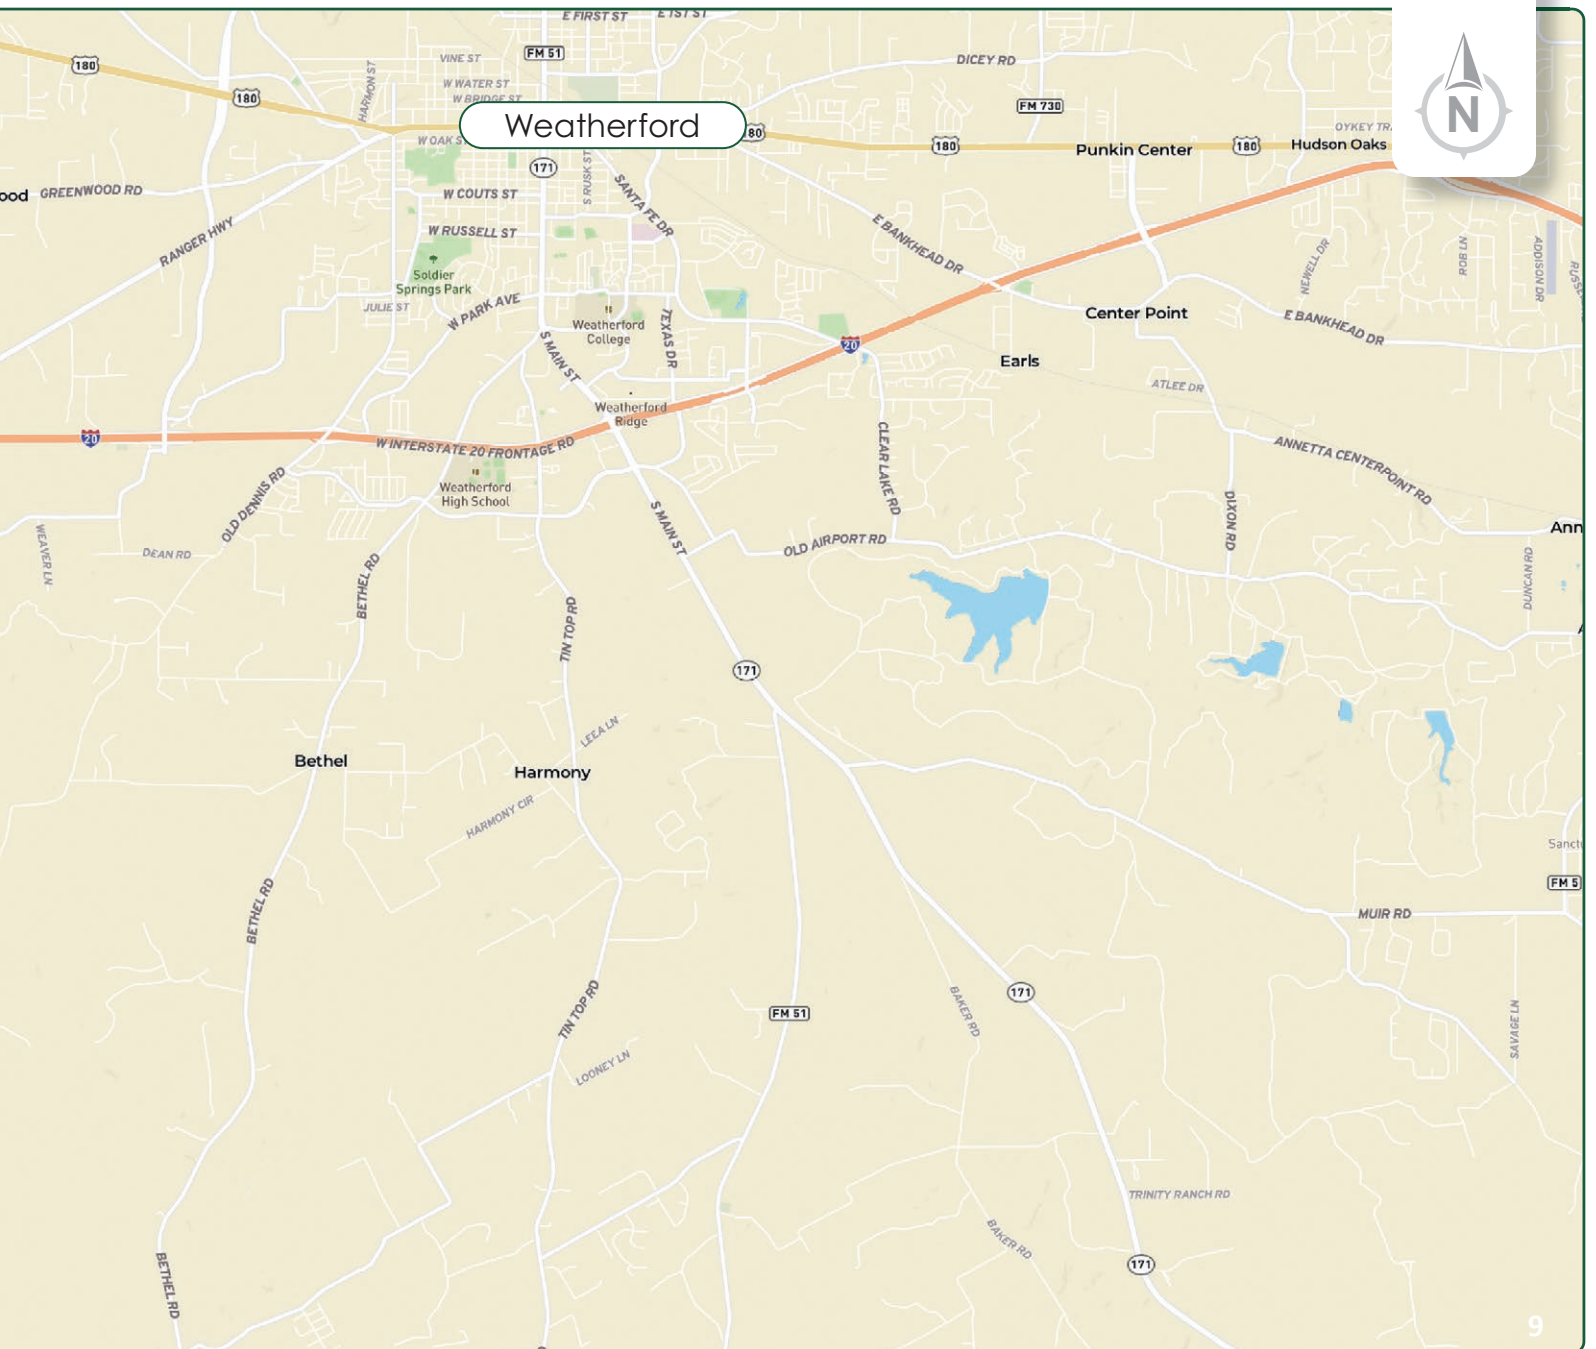 E FIRST ST
E 1ST ST
FM 51
180
VINE ST
DICEY RD
HARMON ST
W WATER ST
180
W BRIDGE ST
FM 730
N
Weatherford
80
W OAK S
180
Punkin Center
180
Hudson Oaks
OYKEY TR
171
S RUSK ST
ood
GREENWOOD RD
W COUTS ST
SANTA FE DR
RANGER HWY
W RUSSELL ST
E BANKHEAD DR
NEWELL DR
ROB LN
ADDISON DR
RUSSE
Soldier
Springs Park
JULIE ST
W PARK AVE
Weatherford
College
TEXAS DR
Center Point
E BANKHEAD DR
S MAIN ST
20
Earls
ATLEE DR
Weatherford
Ridge
20
W INTERSTATE 20 FRONTAGE RD
CLEAR LAKE RD
ANNETTA CENTERPOINT RD
Weatherford
High School
OLD DENNIS RD
S MAIN ST
DIXON RD
Ann
WEAVER LN
DEAN RD
OLD AIRPORT RD
DUNCAN RD
BETHEL RD
TIN TOP RD
A
171
LEEA LN
Bethel
Harmony
HARMONY CIR
Sanctu
FM 5
BETHEL RD
MUIR RD
171
TIN TOP RD
FM 51
BAKER RD
SAVAGE LN
LOONEY LN
TRINITY RANCH RD
BAKER RD
BETHEL RD
171
9